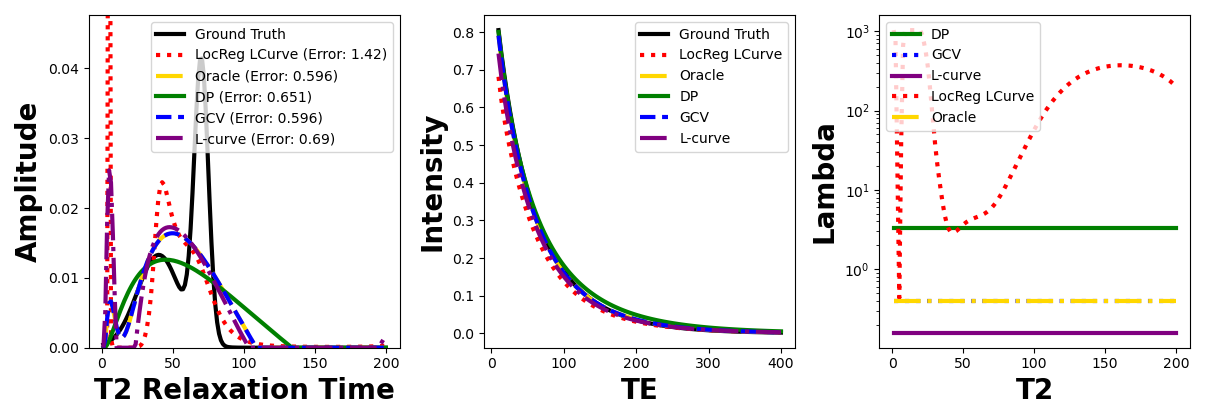 Amplitude
0.00
0.01
0.02
0.03
0.04
0
50
100
150
200
T2 Relaxation Time
Ground Truth
LocReg LCurve (Error: 1.42)
Oracle (Error: 0.596)
DP (Error: 0.651)
GCV (Error: 0.596)
L-curve (Error: 0.69)
Intensity
0.0
0.1
0.2
0.3
0.4
0.5
0.6
0.7
0.8
0
100
200
300
400
TE
Ground Truth
LocReg LCurve
Oracle
DP
GCV
L-curve
Lambda
10⁰
10¹
10²
10³
0
50
100
150
200
T2
DP
GCV
L-curve
LocReg LCurve
Oracle